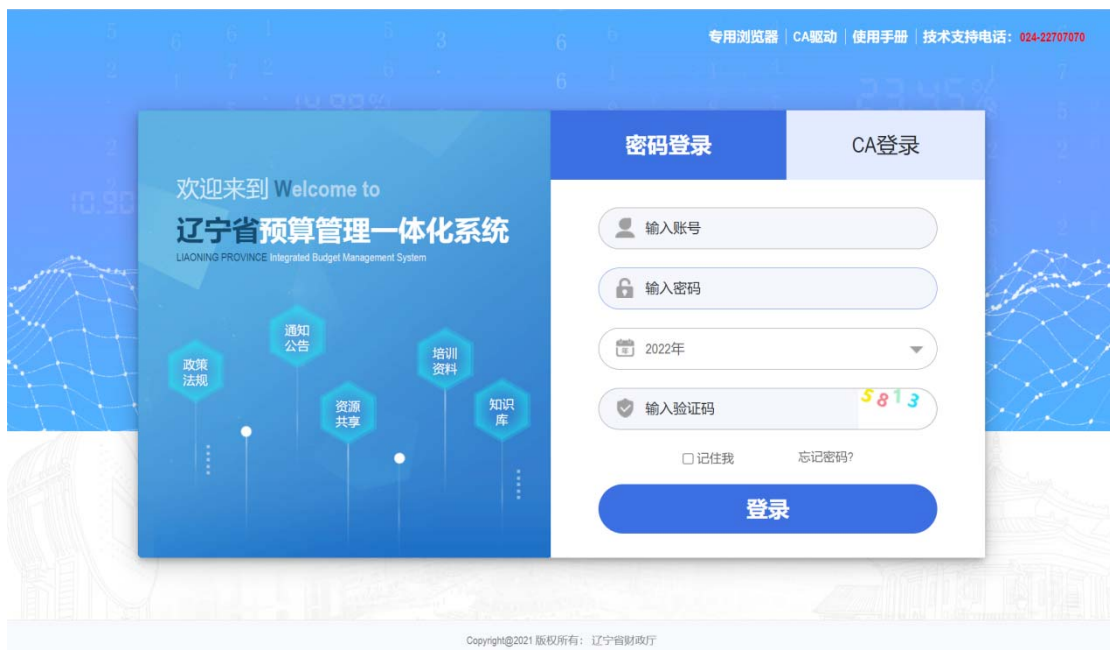 专用浏览器 CA驱动 使用手册 技术支持电话：024-22707070
密码登录 CA登录
欢迎来到 Welcome to
辽宁省预算管理一体化系统
LIAONING PROVINCE Integrated Budget Management System
输入账号
输入密码
2022年
输入验证码 5813
记住我 忘记密码?
登录
通知
公告
政策
法规
培训
资料
资源
共享
知识
库
Copyright@2021 版权所有： 辽宁省财政厅